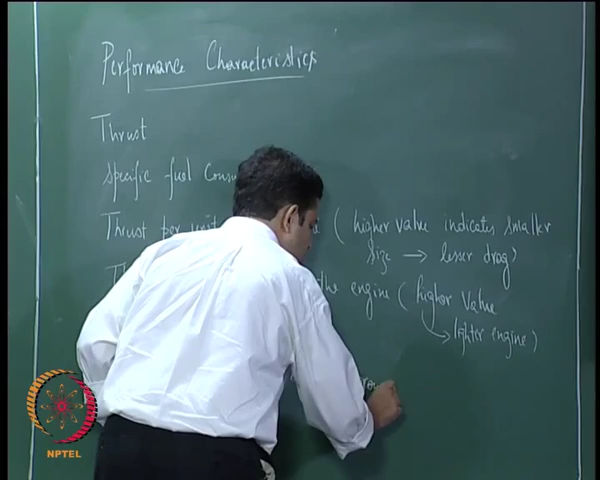 Performance Characteristics
Thrust
Specific fuel
Thrust per unit ( higher value indicates smaller
size → lesser drag)
the engine ( higher value
→ lighter engine )
NPTEL